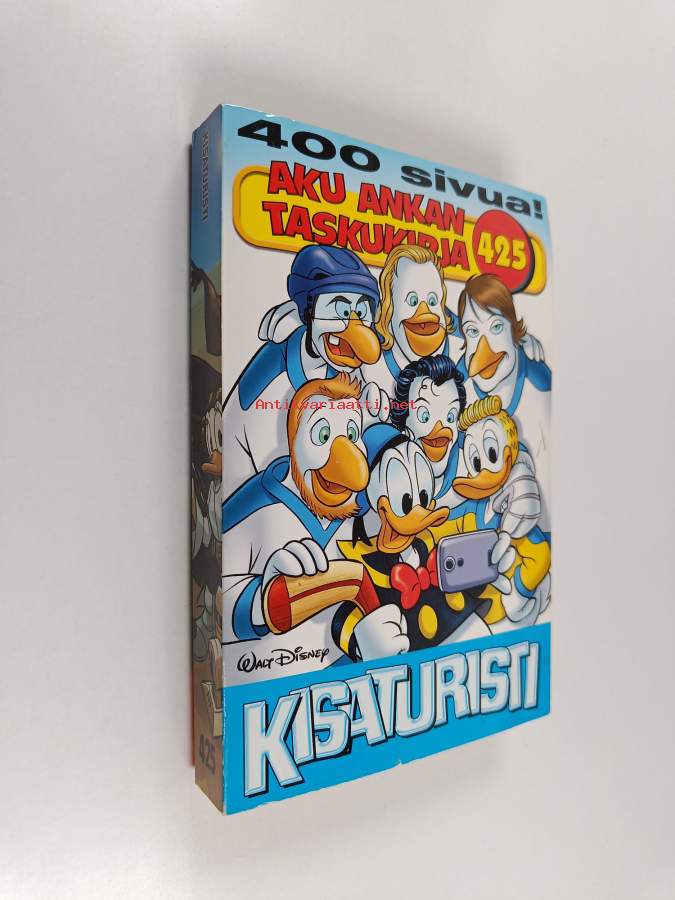 400 sivua!
AKU ANKAN
TASKUKIRJA
425
Antikvariaatti.net
WALT DISNEY
KISATURISTI
KISATURISTI
425